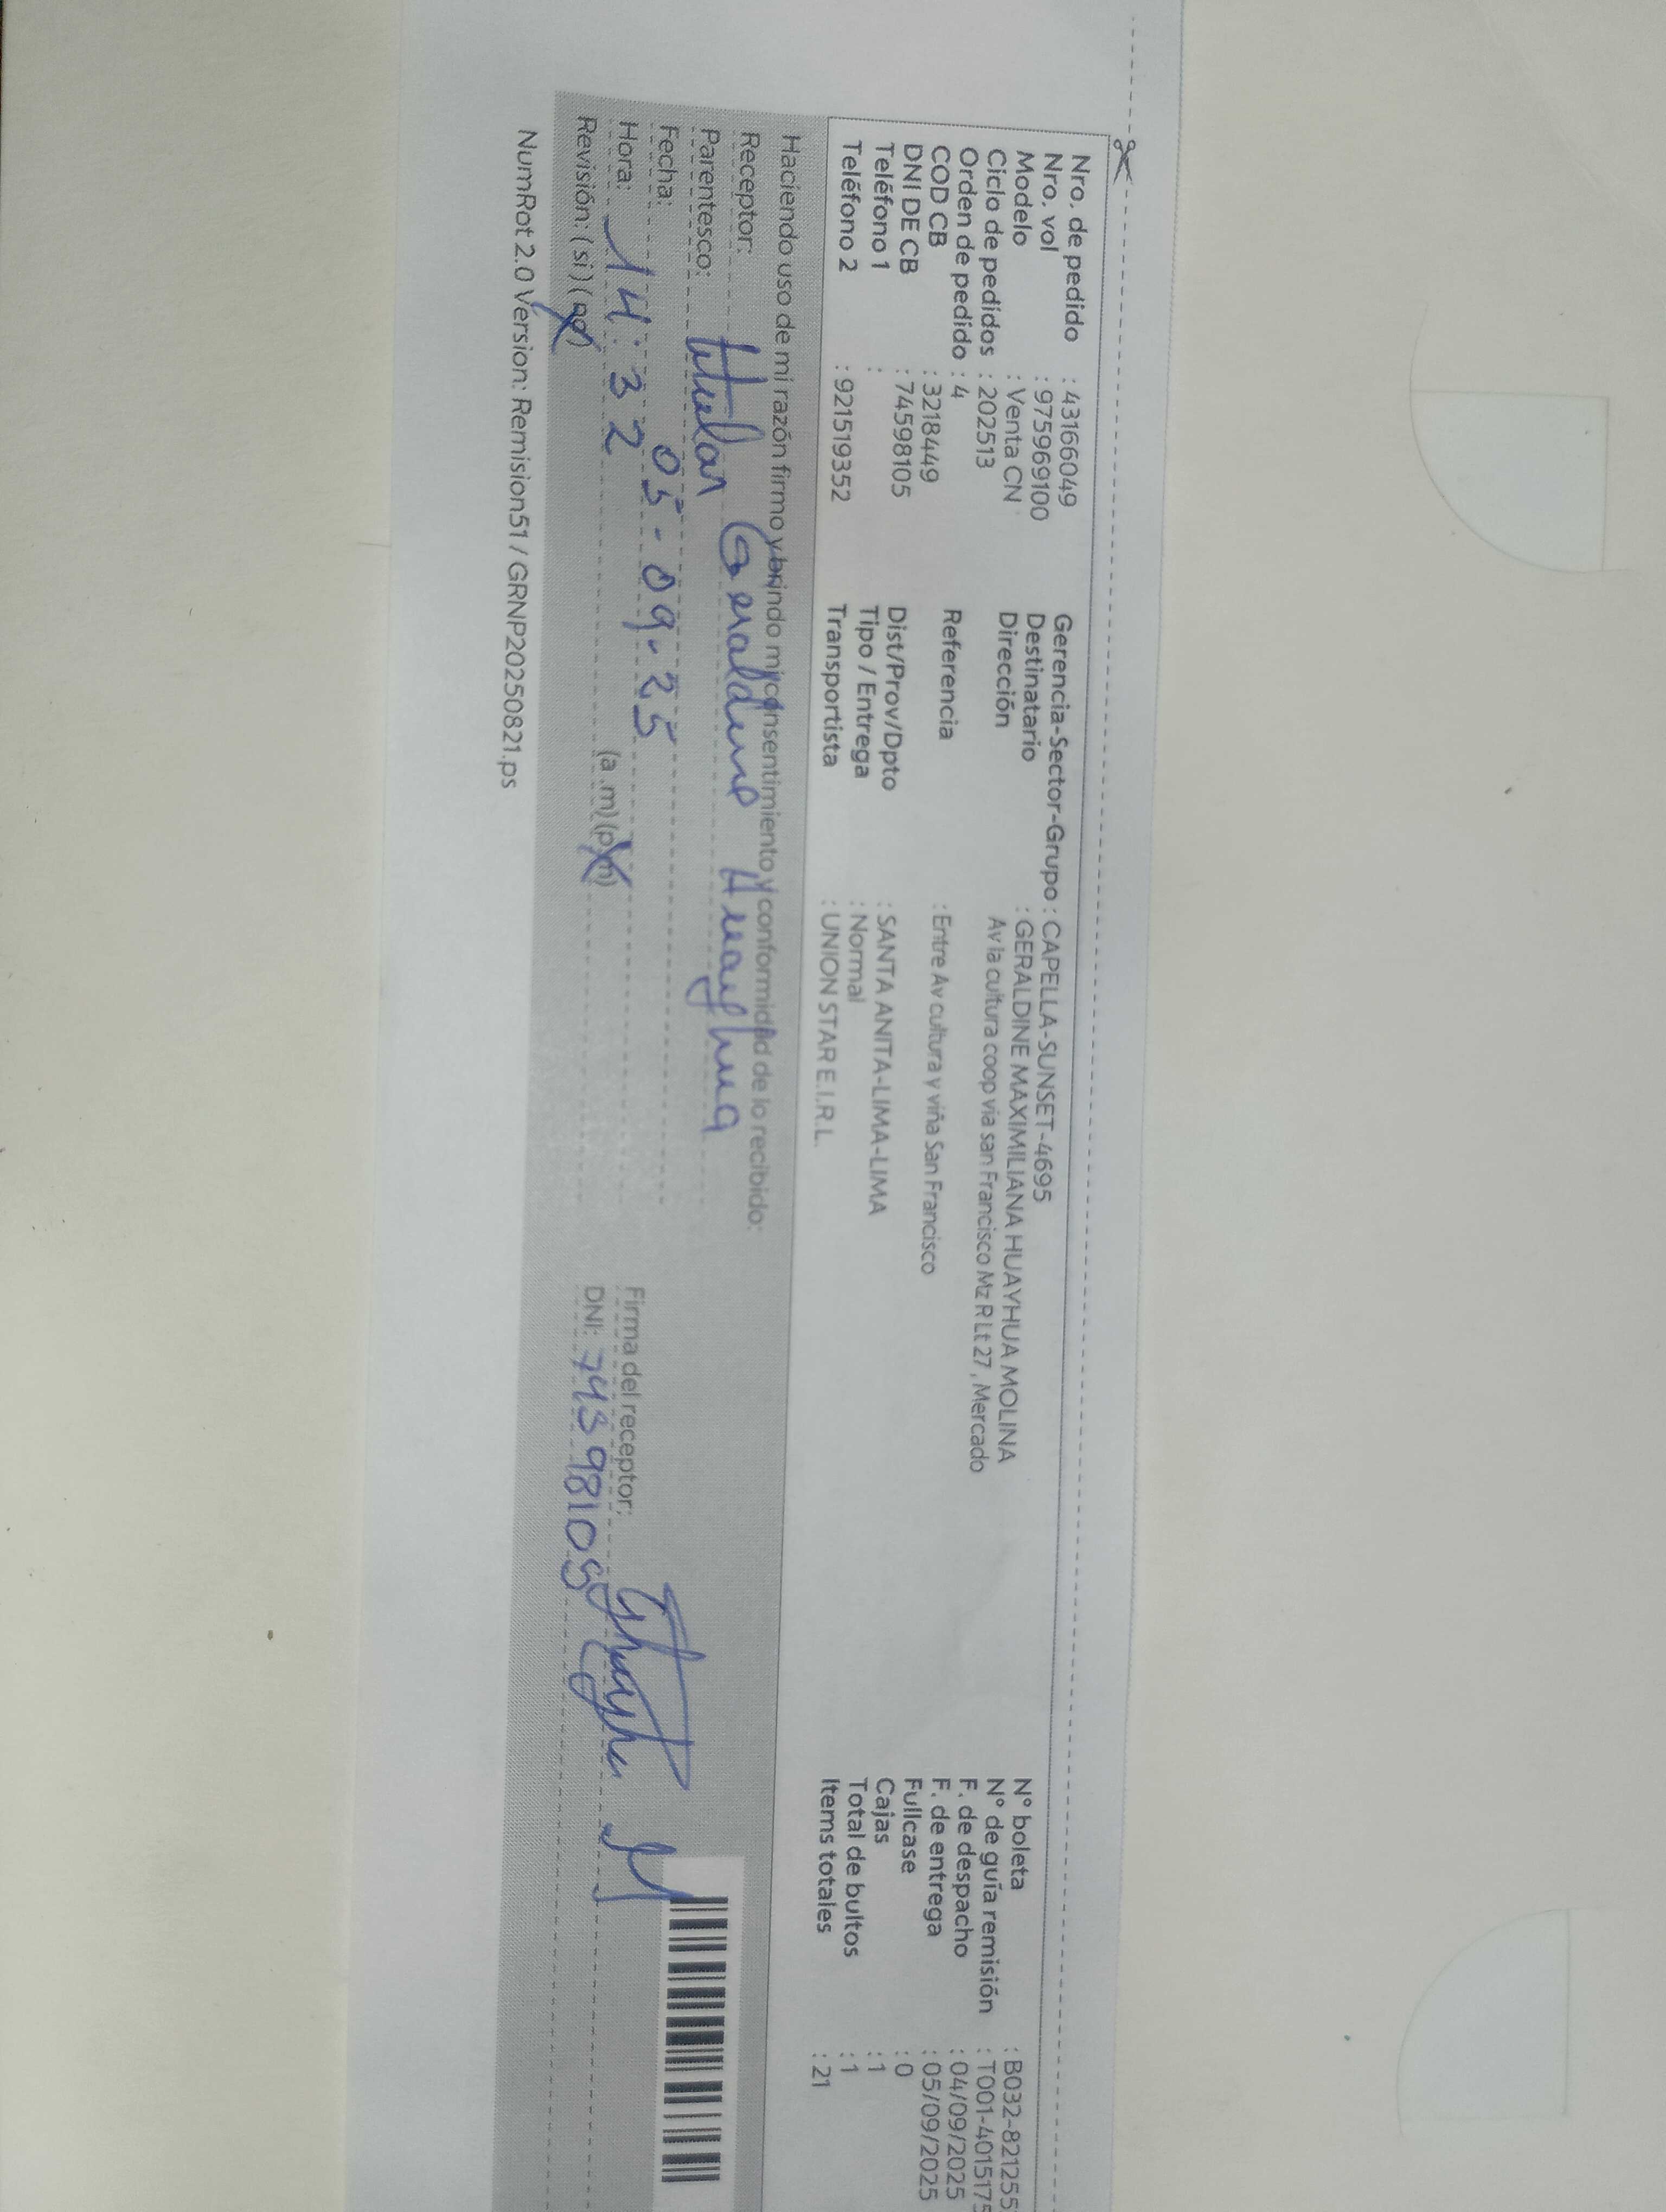 Nro. de pedido : 43166049
Nro. vol : 975969100
Modelo : Venta CN
Ciclo de pedidos : 202513
Orden de pedido : 4
COD CB : 3218449
DNI DE CB : 74598105
Teléfono 1 :
Teléfono 2 : 921519352
Gerencia-Sector-Grupo : CAPELLA-SUNSET-4695
Destinatario : GERALDINE MAXIMILIANA HUAYHUA MOLINA
Dirección Av la cultura coop via san Francisco Mz R Lt 27 , Mercado
Referencia : Entre Av cultura y viña San Francisco
Dist/Prov/Dpto : SANTA ANITA-LIMA-LIMA
Tipo / Entrega : Normal
Transportista : UNION STAR E.I.R.L.
N° boleta : B032-821255
N° de guía remisión : T001-4015175
F. de despacho : 04/09/2025
F. de entrega : 05/09/2025
Fullcase : 0
Cajas : 1
Total de bultos : 1
Items totales : 21
Haciendo uso de mi razón firmo y brindo mi consentimiento y conformidad de lo recibido:
Receptor: Geraldine Huayhua
Parentesco: titular
Fecha: 05-09-25
Hora: 14:32 (a .m) (p.m)
Revisión: ( si ) ( no )
Firma del receptor:
DNI: 74598105
NumRot 2.0 Version: Remision51 / GRNP20250821.ps